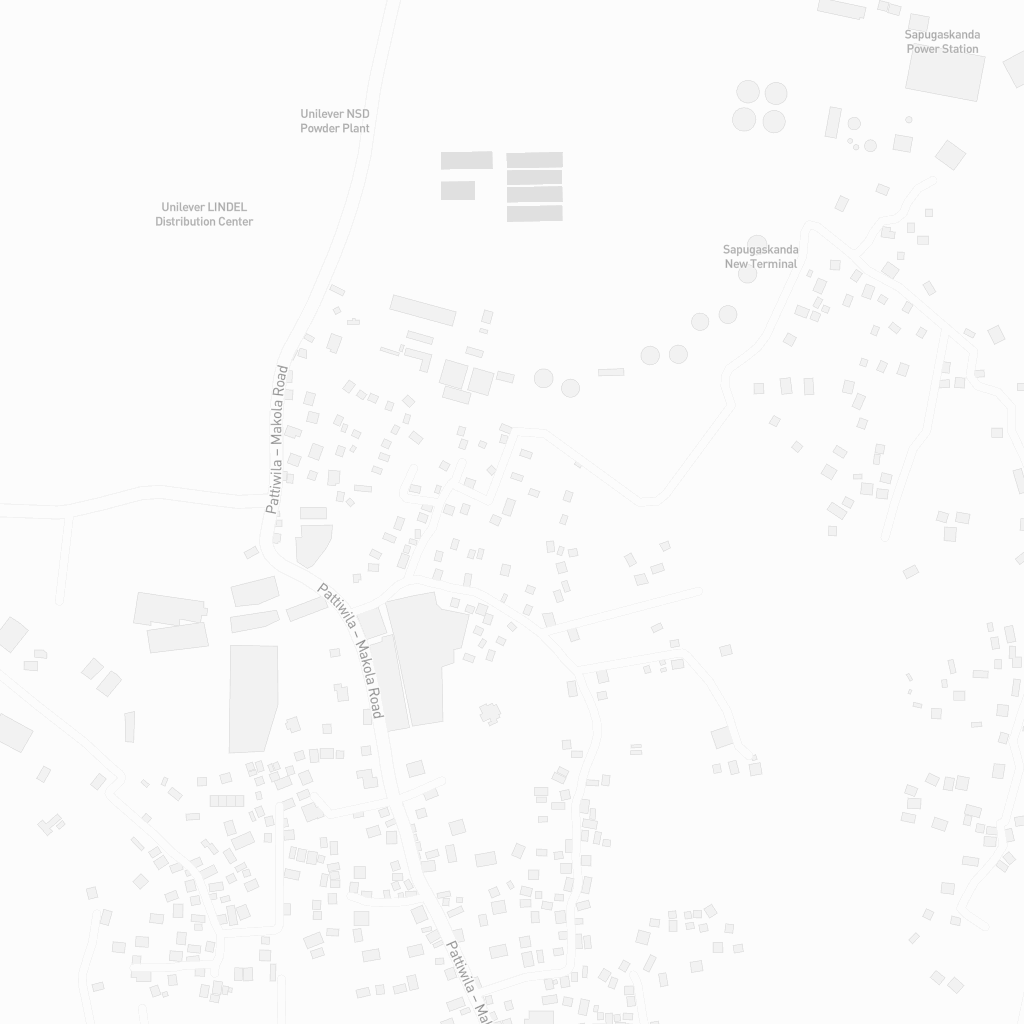 Sapugaskanda
Power Station
Unilever NSD
Powder Plant
Unilever LINDEL
Distribution Center
Sapugaskanda
New Terminal
Pattiwila – Makola Road
Pattiwila – Makola Road
Pattiwila – Mak